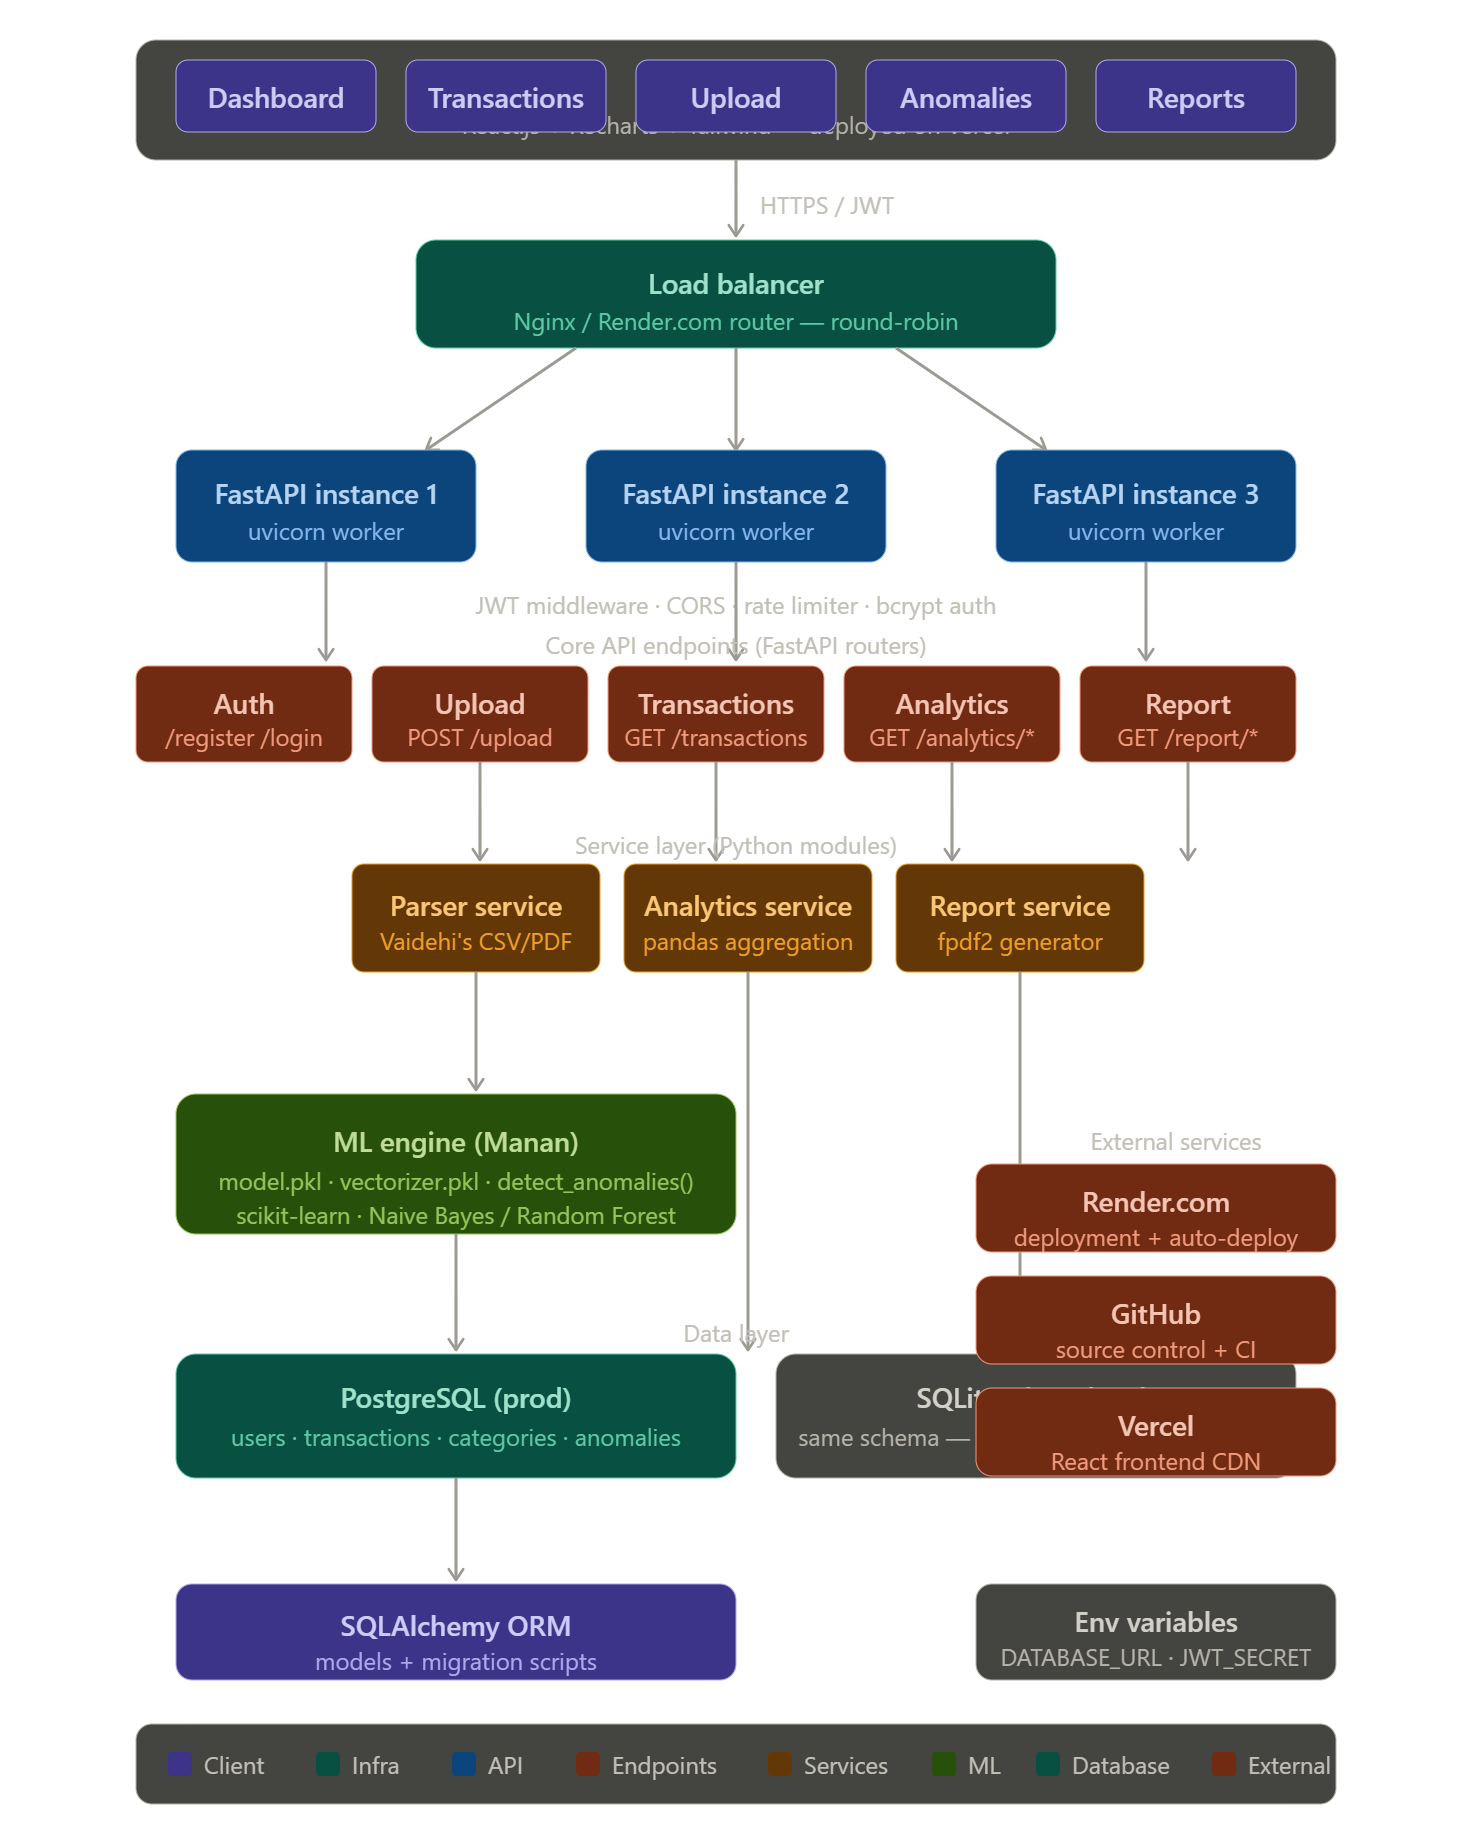 Dashboard
Transactions
Upload
Anomalies
Reports
deployed on Vercel
HTTPS / JWT
Load balancer
Nginx / Render.com router — round-robin
FastAPI instance 1
uvicorn worker
FastAPI instance 2
uvicorn worker
FastAPI instance 3
uvicorn worker
JWT middleware · CORS · rate limiter · bcrypt auth
Core API endpoints (FastAPI routers)
Auth
/register /login
Upload
POST /upload
Transactions
GET /transactions
Analytics
GET /analytics/*
Report
GET /report/*
Service layer (Python modules)
Parser service
Vaidehi's CSV/PDF
Analytics service
pandas aggregation
Report service
fpdf2 generator
ML engine (Manan)
model.pkl · vectorizer.pkl · detect_anomalies()
scikit-learn · Naive Bayes / Random Forest
External services
Render.com
deployment + auto-deploy
GitHub
source control + CI
Data layer
PostgreSQL (prod)
users · transactions · categories · anomalies
same schema —
Vercel
React frontend CDN
SQLAlchemy ORM
models + migration scripts
Env variables
DATABASE_URL · JWT_SECRET
Client
Infra
API
Endpoints
Services
ML
Database
External